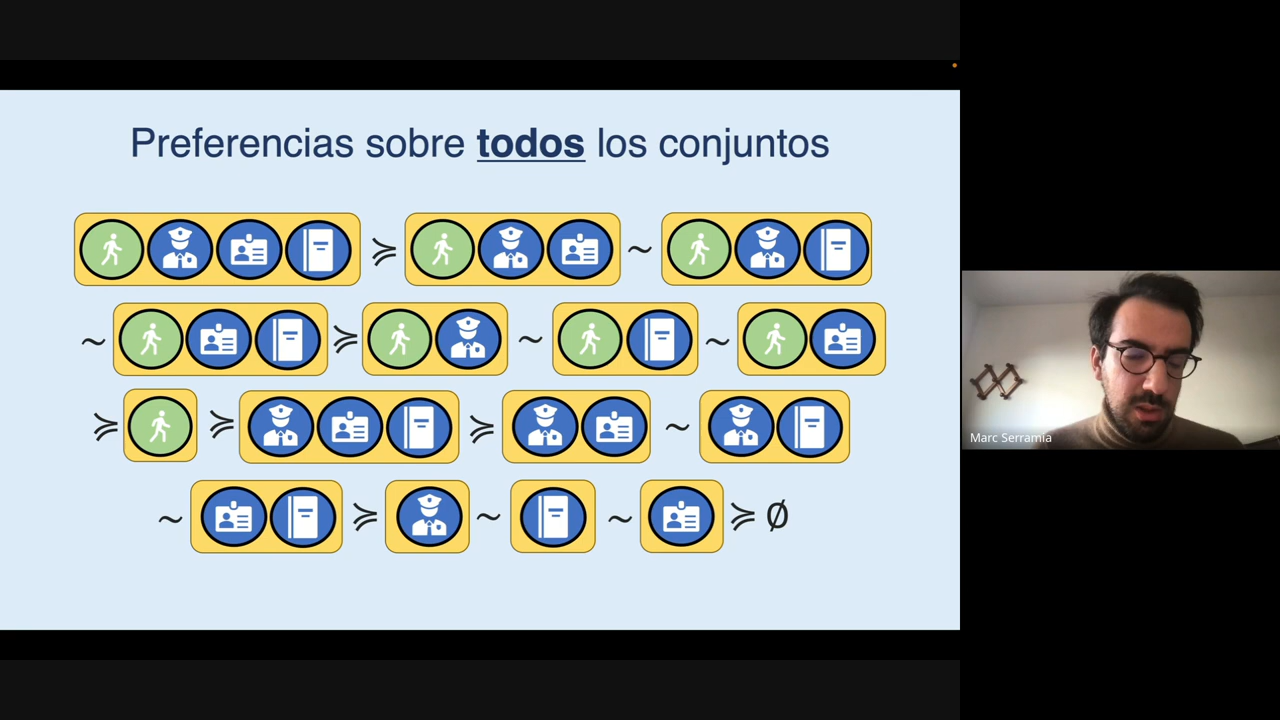 Preferencias sobre todos los conjuntos
≽ ~
~ ≽ ~ ~
≽ ≽ ≽ ~
~ ≽ ~ ~ ≽ ∅
Marc Serramia